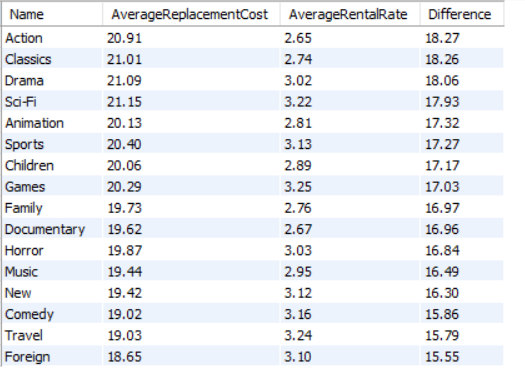 Name AverageReplacementCost AverageRentalRate Difference
Action 20.91 2.65 18.27
Classics 21.01 2.74 18.26
Drama 21.09 3.02 18.06
Sci-Fi 21.15 3.22 17.93
Animation 20.13 2.81 17.32
Sports 20.40 3.13 17.27
Children 20.06 2.89 17.17
Games 20.29 3.25 17.03
Family 19.73 2.76 16.97
Documentary 19.62 2.67 16.96
Horror 19.87 3.03 16.84
Music 19.44 2.95 16.49
New 19.42 3.12 16.30
Comedy 19.02 3.16 15.86
Travel 19.03 3.24 15.79
Foreign 18.65 3.10 15.55